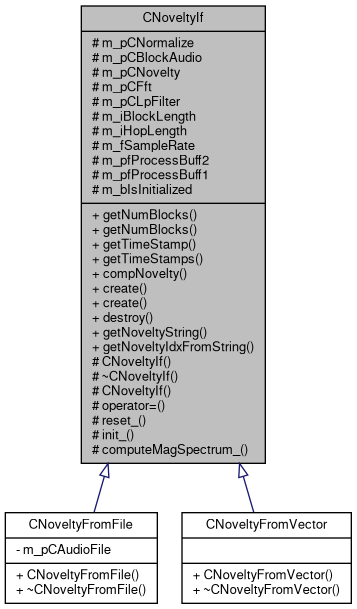 CNoveltyIf
# m_pCNormalize
# m_pCBlockAudio
# m_pCNovelty
# m_pCFft
# m_pCLpFilter
# m_iBlockLength
# m_iHopLength
# m_fSampleRate
# m_pfProcessBuff2
# m_pfProcessBuff1
# m_bIsInitialized
+ getNumBlocks()
+ getNumBlocks()
+ getTimeStamp()
+ getTimeStamps()
+ compNovelty()
+ create()
+ create()
+ destroy()
+ getNoveltyString()
+ getNoveltyIdxFromString()
# CNoveltyIf()
# ~CNoveltyIf()
# CNoveltyIf()
# operator=()
# reset_()
# init_()
# computeMagSpectrum_()
CNoveltyFromFile
- m_pCAudioFile
+ CNoveltyFromFile()
+ ~CNoveltyFromFile()
CNoveltyFromVector
+ CNoveltyFromVector()
+ ~CNoveltyFromVector()